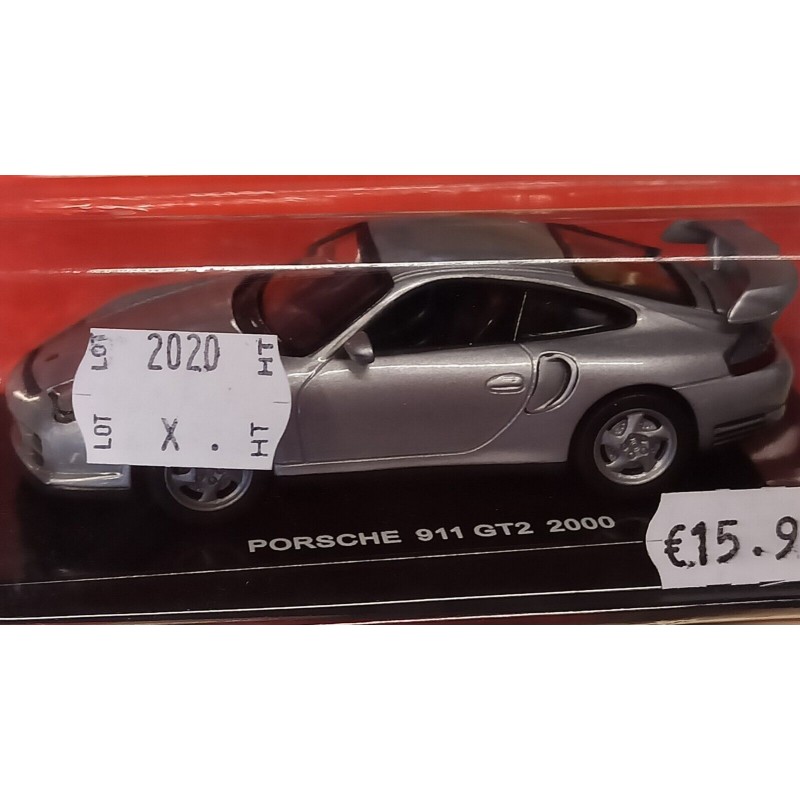 LOT 2020 HT
LOT X. HT
PORSCHE 911 GT2 2000
€15.9